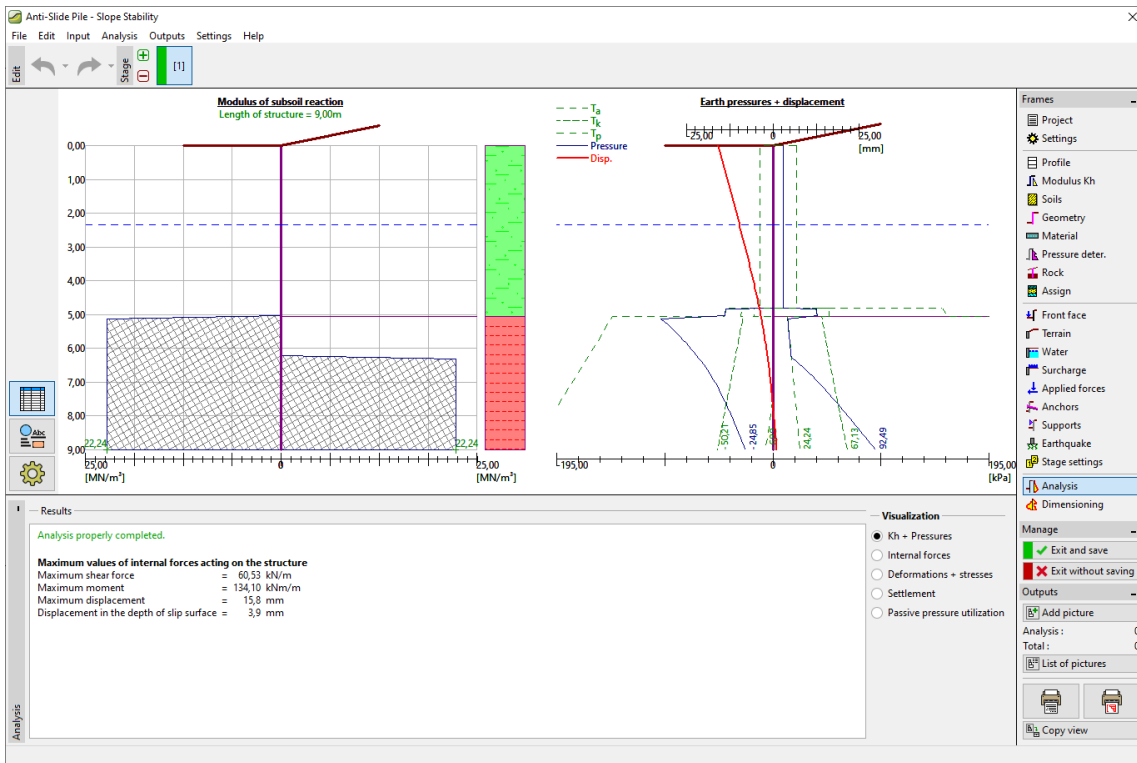 Anti-Slide Pile - Slope Stability
File Edit Input Analysis Outputs Settings Help
Edit
Stage
[1]
Modulus of subsoil reaction
Length of structure = 9,00m
0,00
1,00
2,00
3,00
4,00
5,00
6,00
7,00
8,00
9,00
22,24
22,24
25,00
0
25,00
[MN/m³]
[MN/m³]
Earth pressures + displacement
Ta
Tk
Tp
Pressure
Disp.
-25,00
0
25,00
[mm]
-50,21
-24,85
24,24
67,13
92,49
-195,00
0
195,00
[kPa]
Frames
Project
Settings
Profile
Modulus Kh
Soils
Geometry
Material
Pressure deter.
Rock
Assign
Front face
Terrain
Water
Surcharge
Applied forces
Anchors
Supports
Earthquake
Stage settings
Analysis
Dimensioning
Manage
Exit and save
Exit without saving
Outputs
Add picture
Analysis : 0
Total : 0
List of pictures
Copy view
Abc
Analysis
Results
Analysis properly completed.
Maximum values of internal forces acting on the structure
Maximum shear force = 60,53 kN/m
Maximum moment = 134,10 kNm/m
Maximum displacement = 15,8 mm
Displacement in the depth of slip surface = 3,9 mm
Visualization
Kh + Pressures
Internal forces
Deformations + stresses
Settlement
Passive pressure utilization